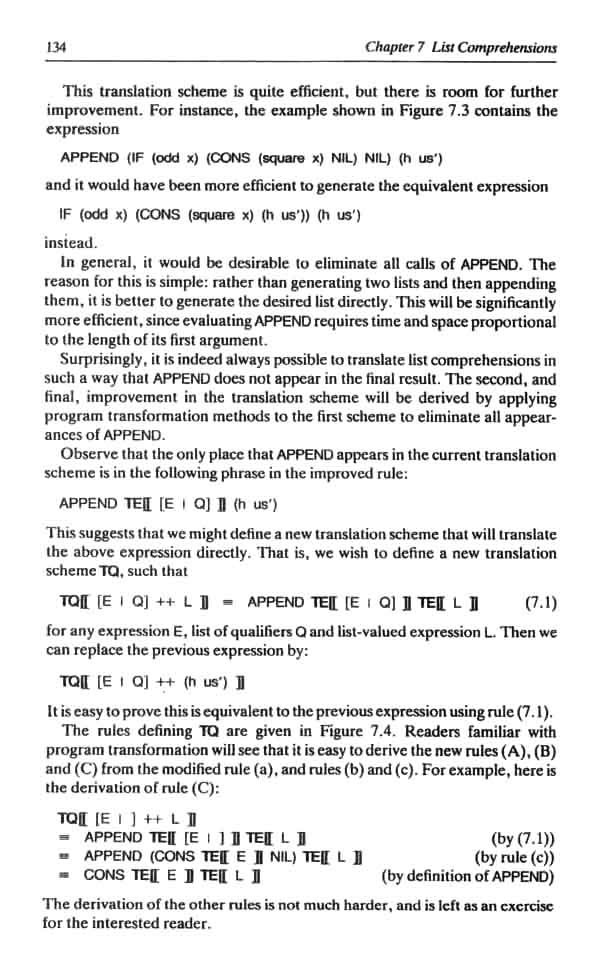 134 Chapter 7 List Comprehensions
This translation scheme is quite efficient, but there is room for further
improvement. For instance, the example shown in Figure 7.3 contains the
expression
APPEND (IF (odd x) (CONS (square x) NIL) NIL) (h us')
and it would have been more efficient to generate the equivalent expression
IF (odd x) (CONS (square x) (h us')) (h us')
instead.
In general, it would be desirable to eliminate all calls of APPEND. The
reason for this is simple: rather than generating two lists and then appending
them, it is better to generate the desired list directly. This will be significantly
more efficient, since evaluating APPEND requires time and space proportional
to the length of its first argument.
Surprisingly, it is indeed always possible to translate list comprehensions in
such a way that APPEND does not appear in the final result. The second, and
final, improvement in the translation scheme will be derived by applying
program transformation methods to the first scheme to eliminate all appear-
ances of APPEND.
Observe that the only place that APPEND appears in the current translation
scheme is in the following phrase in the improved rule:
APPEND TE⟦ [E | Q] ⟧ (h us')
This suggests that we might define a new translation scheme that will translate
the above expression directly. That is, we wish to define a new translation
scheme TQ, such that
TQ⟦ [E | Q] ++ L ⟧ ≡ APPEND TE⟦ [E | Q] ⟧ TE⟦ L ⟧ (7.1)
for any expression E, list of qualifiers Q and list-valued expression L. Then we
can replace the previous expression by:
TQ⟦ [E | Q] ++ (h us') ⟧
It is easy to prove this is equivalent to the previous expression using rule (7.1).
The rules defining TQ are given in Figure 7.4. Readers familiar with
program transformation will see that it is easy to derive the new rules (A), (B)
and (C) from the modified rule (a), and rules (b) and (c). For example, here is
the derivation of rule (C):
TQ⟦ [E | ] ++ L ⟧
≡ APPEND TE⟦ [E | ] ⟧ TE⟦ L ⟧ (by (7.1))
≡ APPEND (CONS TE⟦ E ⟧ NIL) TE⟦ L ⟧ (by rule (c))
≡ CONS TE⟦ E ⟧ TE⟦ L ⟧ (by definition of APPEND)
The derivation of the other rules is not much harder, and is left as an exercise
for the interested reader.